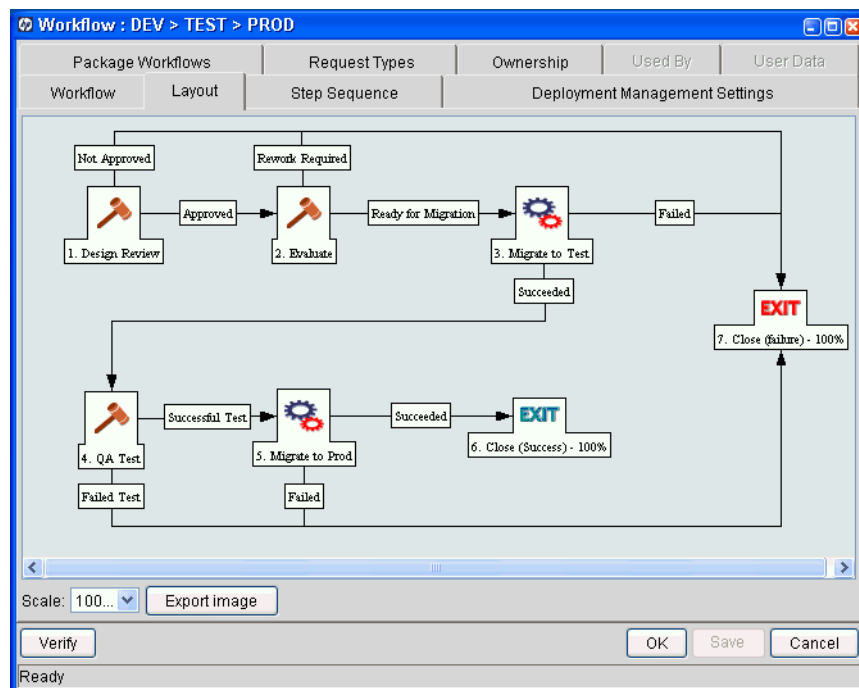 Workflow : DEV > TEST > PROD
Package Workflows Request Types Ownership Used By User Data
Workflow Layout Step Sequence Deployment Management Settings
Not Approved Rework Required
Approved Ready for Migration Failed
1. Design Review 2. Evaluate 3. Migrate to Test
Succeeded
EXIT
7. Close (failure) - 100%
Successful Test Succeeded EXIT
4. QA Test 5. Migrate to Prod 6. Close (Success) - 100%
Failed Test Failed
Scale: 100... Export image
Verify OK Save Cancel
Ready